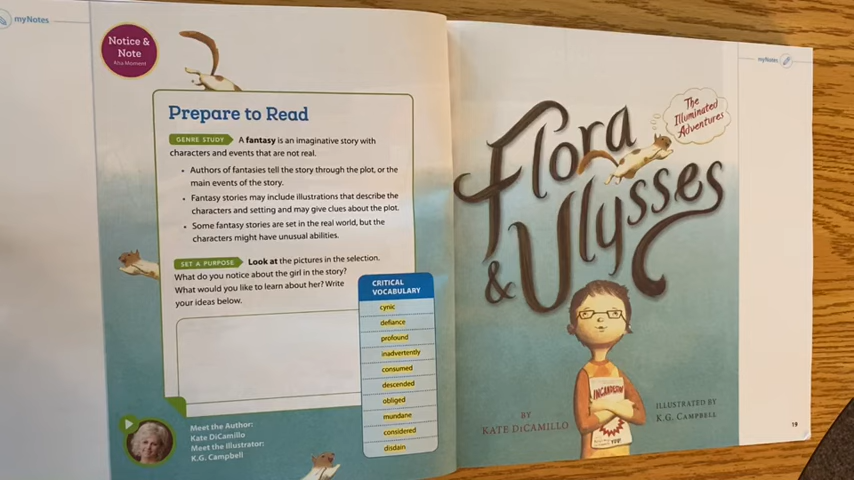 myNotes
Notice &
Note
Aha Moment
Prepare to Read
GENRE STUDY A fantasy is an imaginative story with
characters and events that are not real.
• Authors of fantasies tell the story through the plot, or the
main events of the story.
• Fantasy stories may include illustrations that describe the
characters and setting and may give clues about the plot.
• Some fantasy stories are set in the real world, but the
characters might have unusual abilities.
SET A PURPOSE Look at the pictures in the selection.
What do you notice about the girl in the story?
What would you like to learn about her? Write
your ideas below.
CRITICAL
VOCABULARY
cynic
defiance
profound
inadvertently
consumed
descended
obliged
mundane
considered
disdain
Meet the Author:
Kate DiCamillo
Meet the Illustrator:
K.G. Campbell
myNotes
The
Illuminated
Adventures
Flora
& Ulysses
INCANDESTO
YOU!
BY
KATE DICAMILLO
ILLUSTRATED BY
K.G. CAMPBELL
19